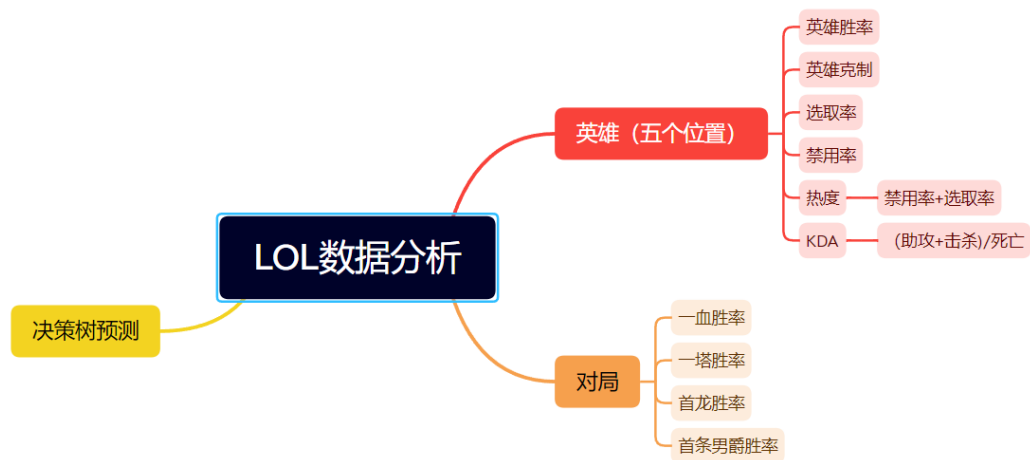 LOL数据分析
英雄（五个位置）
英雄胜率
英雄克制
选取率
禁用率
热度
禁用率+选取率
KDA
（助攻+击杀)/死亡
对局
一血胜率
一塔胜率
首龙胜率
首条男爵胜率
决策树预测